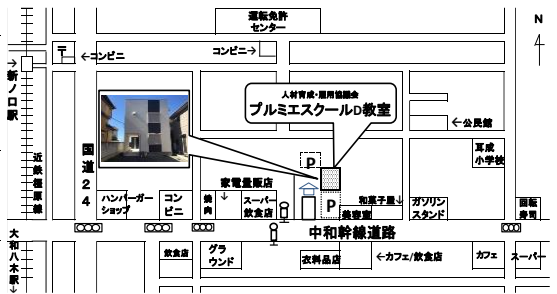 運転免許
センター
N
〒
←コンビニ
コンビニ→
→
新ノ口駅
人材育成・雇用協議会
プルミエスクールD教室
←公民館
近鉄橿原線
国道24
耳成
小学校
P
家電量販店
↓
ハンバーガー
ショップ
コン
ビニ
焼肉
スーパー
飲食店
P
和菓子屋↓
美容室
ガソリン
スタンド
回転
寿司
中和幹線道路
大和八木駅→
飲食店
グラ
ウンド
衣料品店
←カフェ/飲食店
カフェ
スーパー